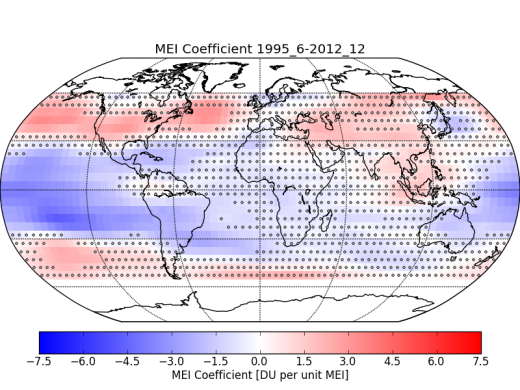 MEI Coefficient 1995_6-2012_12
−7.5 −6.0 −4.5 −3.0 −1.5 0.0 1.5 3.0 4.5 6.0 7.5
MEI Coefficient [DU per unit MEI]